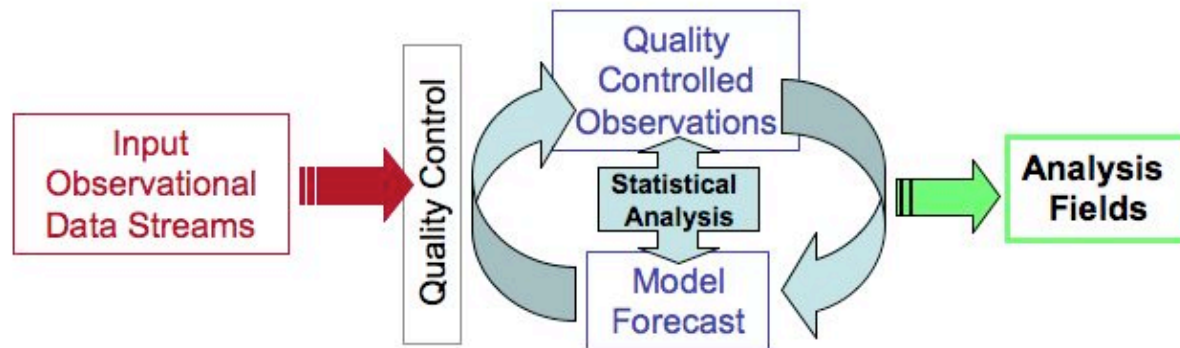 Input
Observational
Data Streams
Quality Control
Quality
Controlled
Observations
Statistical
Analysis
Model
Forecast
Analysis
Fields